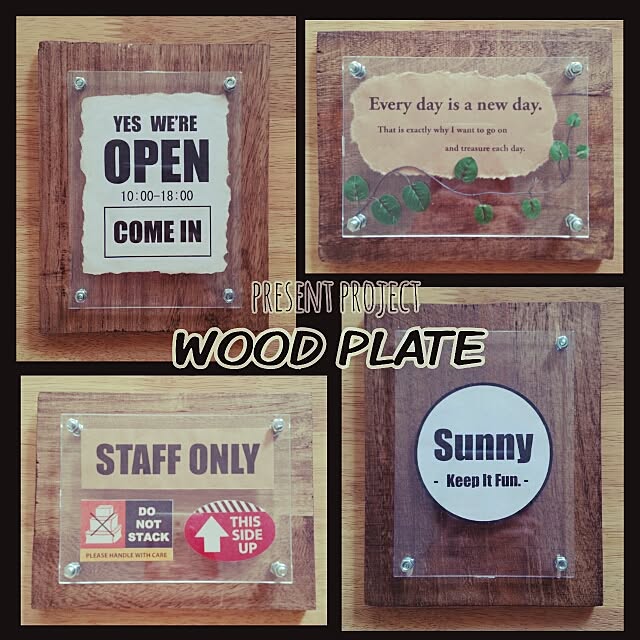 YES WE'RE
OPEN
10:00-18:00
COME IN
Every day is a new day.
That is exactly why I want to go on
and treasure each day.
PRESENT PROJECT
WOOD PLATE
STAFF ONLY
DO
NOT
STACK
PLEASE HANDLE WITH CARE
THIS
SIDE
UP
Sunny
- Keep It Fun. -